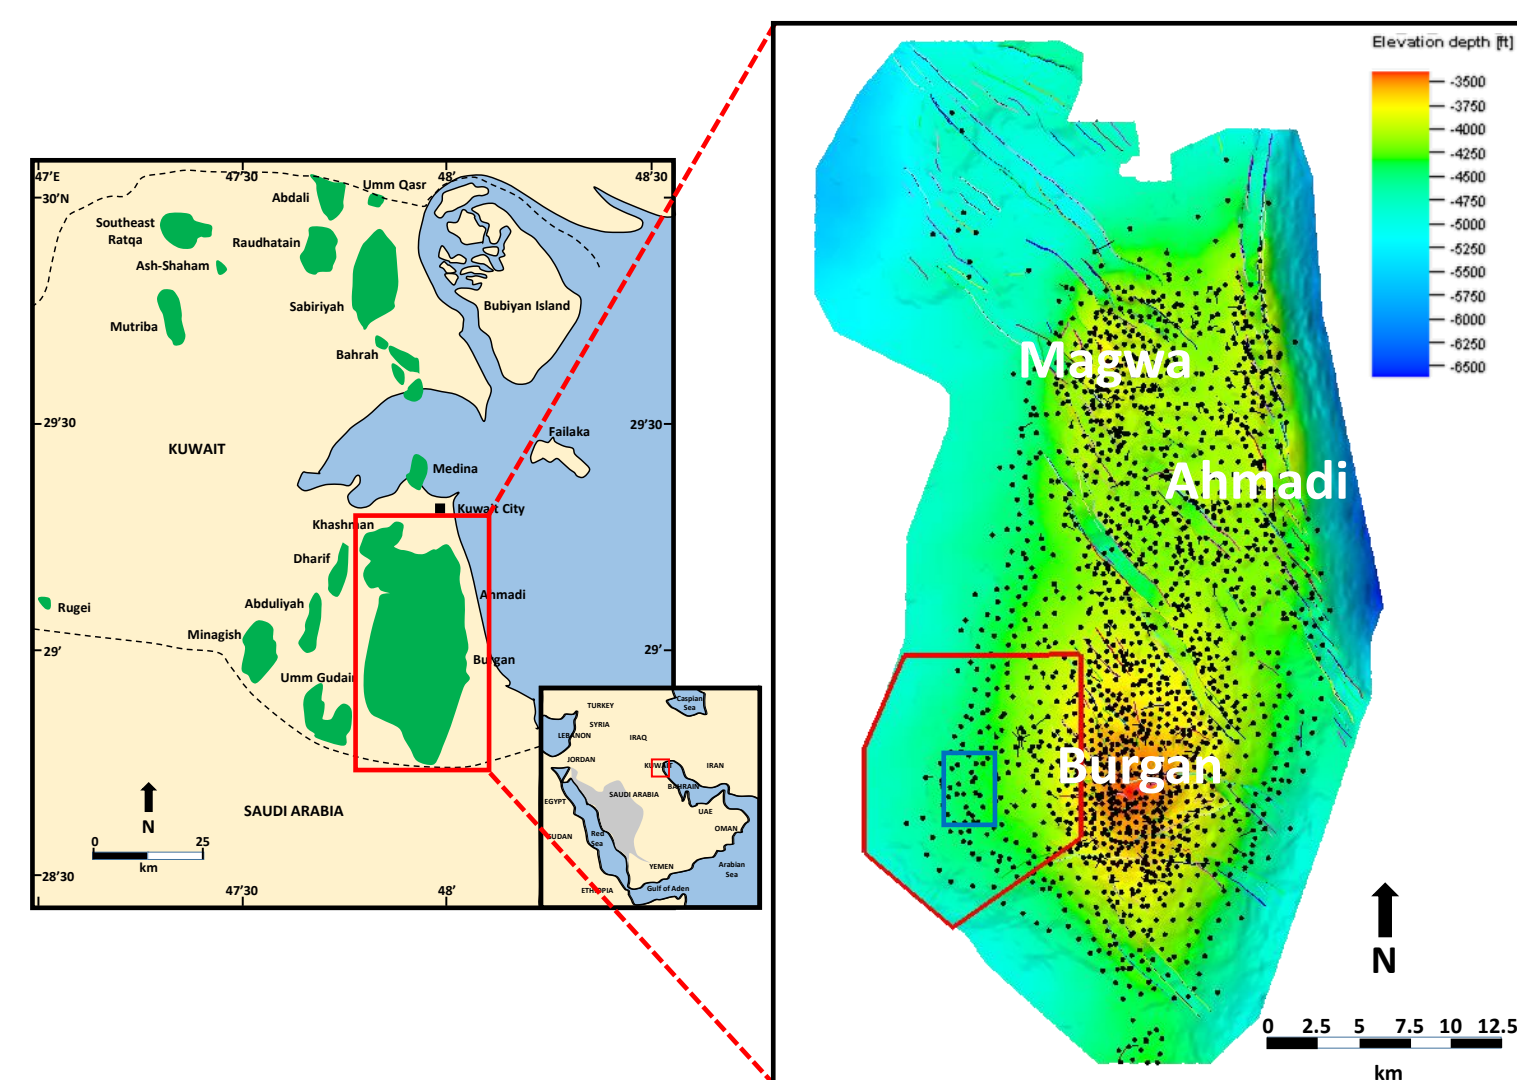 47'E
47'30
48'
48'30
30'N
Abdali
Umm Qasr
Southeast
Ratqa
Raudhatain
Ash-Shaham
Sabiriyah
Bubiyan Island
Mutriba
Bahrah
29'30
29'30
KUWAIT
Failaka
Medina
Kuwait City
Khashman
Dharif
Ahmadi
Rugei
Abduliyah
Minagish
29'
29'
Burgan
Umm Gudair
SAUDI ARABIA
N
0
25
km
28'30
47'30
48'
TURKEY
Caspian
Sea
SYRIA
LEBANON
IRAQ
JORDAN
KUWAIT
IRAN
EGYPT
SAUDI ARABIA
BAHRAIN
UAE
OMAN
SUDAN
Red
Sea
YEMEN
Arabian
Sea
ETHIOPIA
Gulf of Aden
Elevation depth [ft]
-3500
-3750
-4000
-4250
-4500
-4750
-5000
-5250
-5500
-5750
-6000
-6250
-6500
Magwa
Ahmadi
Burgan
N
0 2.5 5 7.5 10 12.5
km